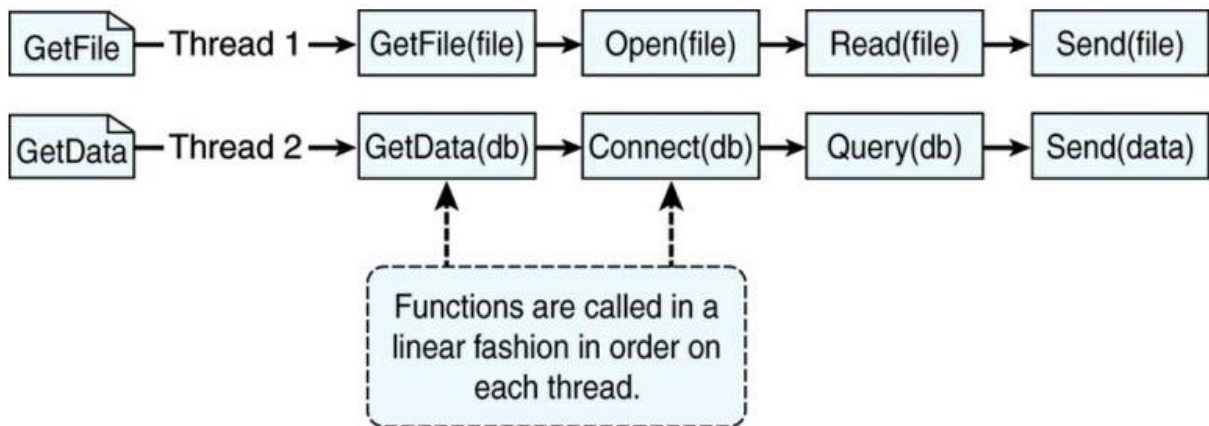 GetFile Thread 1 GetFile(file) Open(file) Read(file) Send(file)
GetData Thread 2 GetData(db) Connect(db) Query(db) Send(data)
Functions are called in a
linear fashion in order on
each thread.